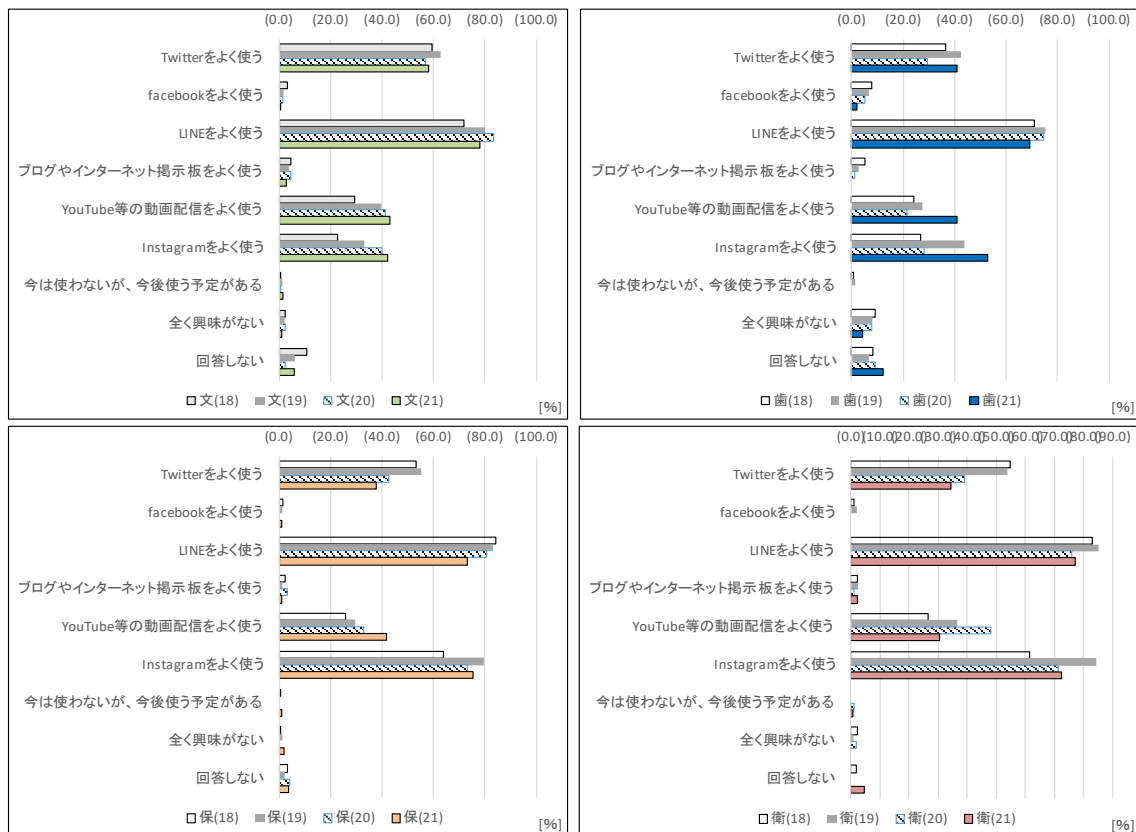 (0.0) (20.0) (40.0) (60.0) (80.0) (100.0)
Twitterをよく使う
facebookをよく使う
LINEをよく使う
ブログやインターネット掲示板をよく使う
YouTube等の動画配信をよく使う
Instagramをよく使う
今は使わないが、今後使う予定がある
全く興味がない
回答しない
文(18) 文(19) 文(20) 文(21)
[%]
(0.0) (20.0) (40.0) (60.0) (80.0) (100.0)
Twitterをよく使う
facebookをよく使う
LINEをよく使う
ブログやインターネット掲示板をよく使う
YouTube等の動画配信をよく使う
Instagramをよく使う
今は使わないが、今後使う予定がある
全く興味がない
回答しない
歯(18) 歯(19) 歯(20) 歯(21)
[%]
(0.0) (20.0) (40.0) (60.0) (80.0) (100.0)
Twitterをよく使う
facebookをよく使う
LINEをよく使う
ブログやインターネット掲示板をよく使う
YouTube等の動画配信をよく使う
Instagramをよく使う
今は使わないが、今後使う予定がある
全く興味がない
回答しない
保(18) 保(19) 保(20) 保(21)
[%]
(0.0) (10.0) (20.0) (30.0) (40.0) (50.0) (60.0) (70.0) (80.0) (90.0)
Twitterをよく使う
facebookをよく使う
LINEをよく使う
ブログやインターネット掲示板をよく使う
YouTube等の動画配信をよく使う
Instagramをよく使う
今は使わないが、今後使う予定がある
全く興味がない
回答しない
衛(18) 衛(19) 衛(20) 衛(21)
[%]